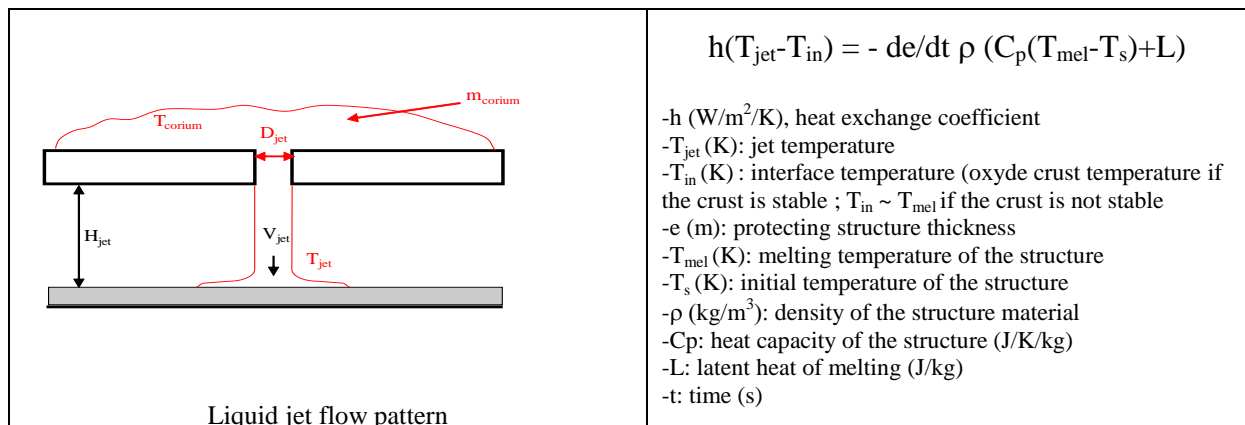 m_corium
T_corium
D_jet
H_jet
V_jet
T_jet
Liquid jet flow pattern
h(T_jet-T_in) = - de/dt ρ (C_p(T_mel-T_s)+L)
-h (W/m²/K), heat exchange coefficient
-T_jet (K): jet temperature
-T_in (K) : interface temperature (oxyde crust temperature if
the crust is stable ; T_in ~ T_mel if the crust is not stable
-e (m): protecting structure thickness
-T_mel (K): melting temperature of the structure
-T_s (K): initial temperature of the structure
-ρ (kg/m³): density of the structure material
-Cp: heat capacity of the structure (J/K/kg)
-L: latent heat of melting (J/kg)
-t: time (s)